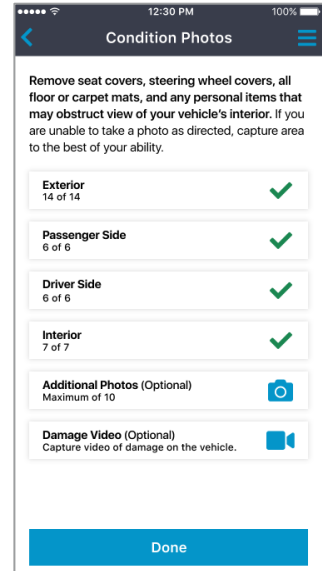 12:30 PM
100%
Condition Photos
Remove seat covers, steering wheel covers, all
floor or carpet mats, and any personal items that
may obstruct view of your vehicle's interior. If you
are unable to take a photo as directed, capture area
to the best of your ability.
Exterior
14 of 14
Passenger Side
6 of 6
Driver Side
6 of 6
Interior
7 of 7
Additional Photos (Optional)
Maximum of 10
Damage Video (Optional)
Capture video of damage on the vehicle.
Done